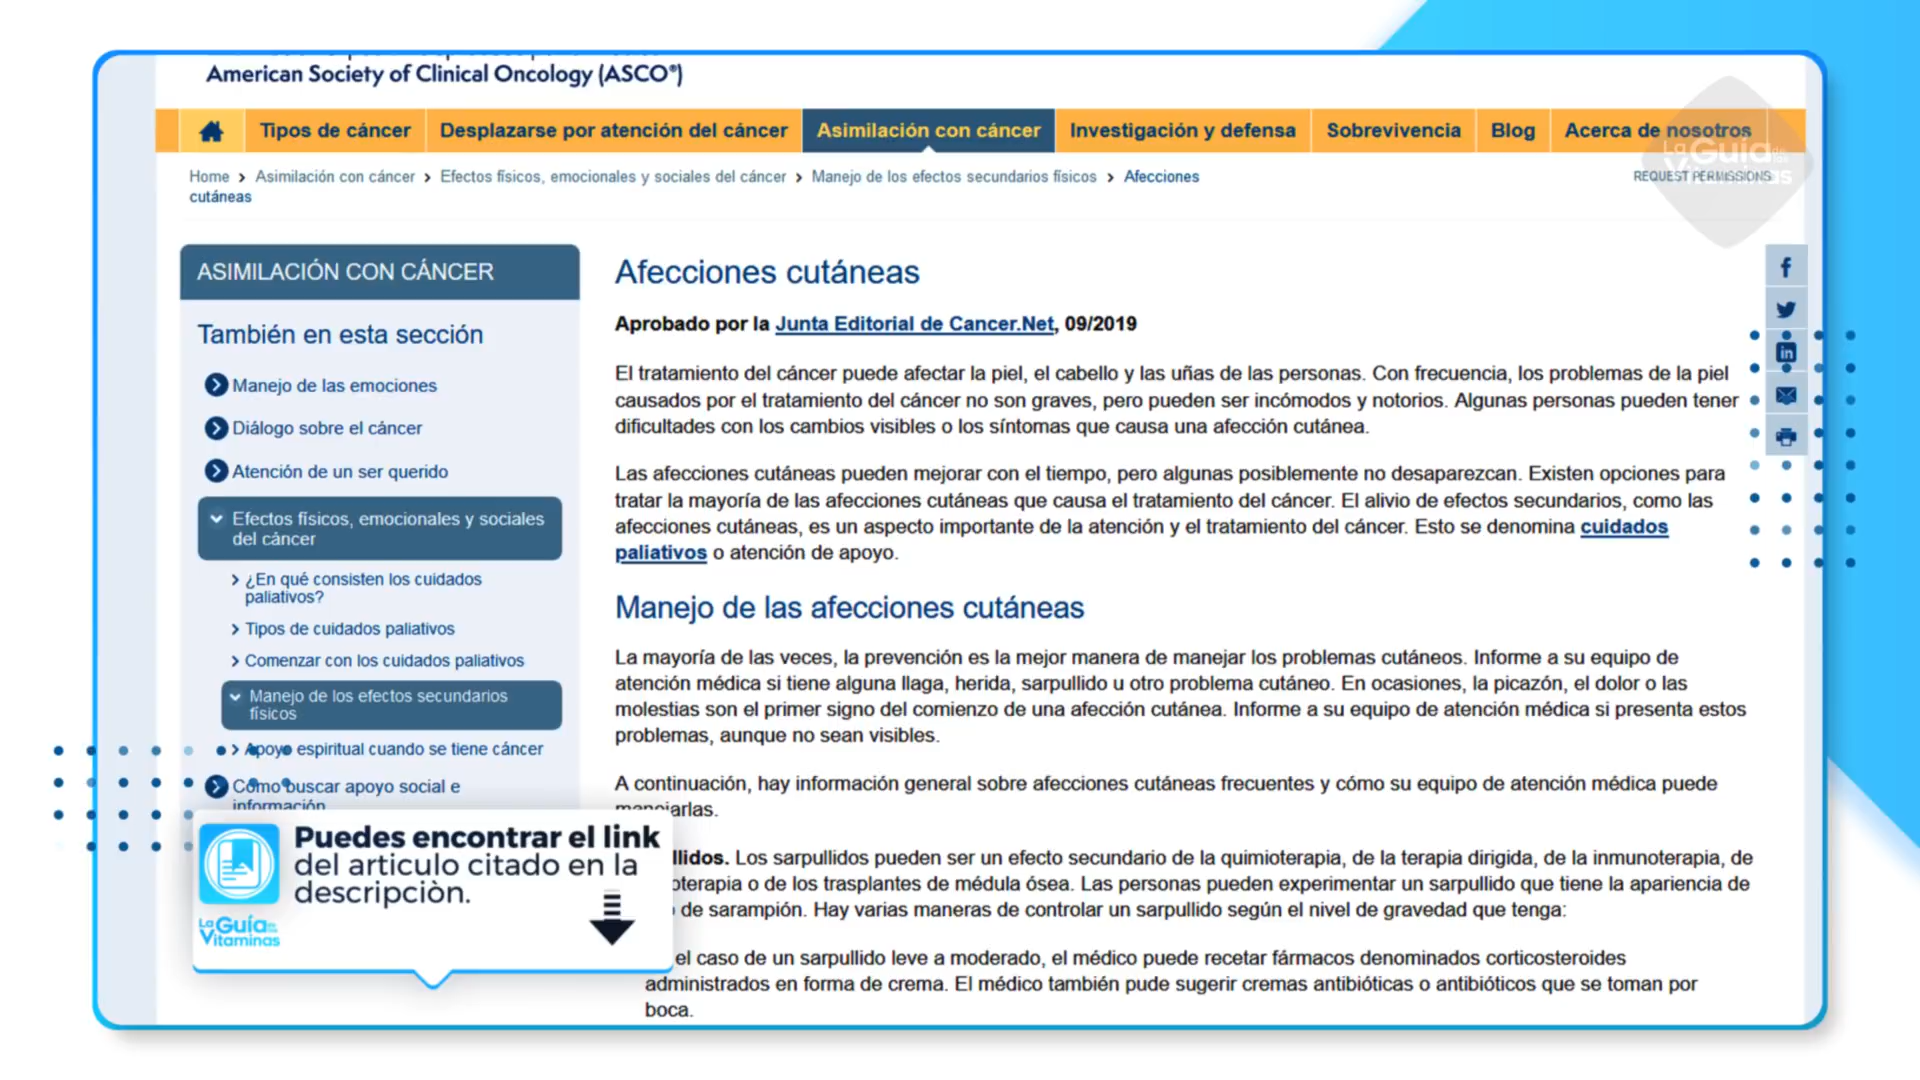 American Society of Clinical Oncology (ASCO®)
Tipos de cáncer
Desplazarse por atención del cáncer
Asimilación con cáncer
Investigación y defensa
Sobrevivencia
Blog
Acerca de nosotros
Home > Asimilación con cáncer > Efectos físicos, emocionales y sociales del cáncer > Manejo de los efectos secundarios físicos > Afecciones
cutáneas
REQUEST PERMISSIONS
La Guía de las
Vitaminas
ASIMILACIÓN CON CÁNCER
También en esta sección
Manejo de las emociones
Diálogo sobre el cáncer
Atención de un ser querido
Efectos físicos, emocionales y sociales
del cáncer
¿En qué consisten los cuidados
paliativos?
Tipos de cuidados paliativos
Comenzar con los cuidados paliativos
Manejo de los efectos secundarios
físicos
Apoyo espiritual cuando se tiene cáncer
Cómo buscar apoyo social e
información
Afecciones cutáneas
Aprobado por la Junta Editorial de Cancer.Net, 09/2019
El tratamiento del cáncer puede afectar la piel, el cabello y las uñas de las personas. Con frecuencia, los problemas de la piel
causados por el tratamiento del cáncer no son graves, pero pueden ser incómodos y notorios. Algunas personas pueden tener
dificultades con los cambios visibles o los síntomas que causa una afección cutánea.
Las afecciones cutáneas pueden mejorar con el tiempo, pero algunas posiblemente no desaparezcan. Existen opciones para
tratar la mayoría de las afecciones cutáneas que causa el tratamiento del cáncer. El alivio de efectos secundarios, como las
afecciones cutáneas, es un aspecto importante de la atención y el tratamiento del cáncer. Esto se denomina cuidados
paliativos o atención de apoyo.
Manejo de las afecciones cutáneas
La mayoría de las veces, la prevención es la mejor manera de manejar los problemas cutáneos. Informe a su equipo de
atención médica si tiene alguna llaga, herida, sarpullido u otro problema cutáneo. En ocasiones, la picazón, el dolor o las
molestias son el primer signo del comienzo de una afección cutánea. Informe a su equipo de atención médica si presenta estos
problemas, aunque no sean visibles.
A continuación, hay información general sobre afecciones cutáneas frecuentes y cómo su equipo de atención médica puede
manejarlas.
llidos. Los sarpullidos pueden ser un efecto secundario de la quimioterapia, de la terapia dirigida, de la inmunoterapia, de
oterapia o de los trasplantes de médula ósea. Las personas pueden experimentar un sarpullido que tiene la apariencia de
de sarampión. Hay varias maneras de controlar un sarpullido según el nivel de gravedad que tenga:
el caso de un sarpullido leve a moderado, el médico puede recetar fármacos denominados corticosteroides
administrados en forma de crema. El médico también pude sugerir cremas antibióticas o antibióticos que se toman por
boca.
Puedes encontrar el link
del articulo citado en la
descripciòn.
La Guía de las
Vitaminas